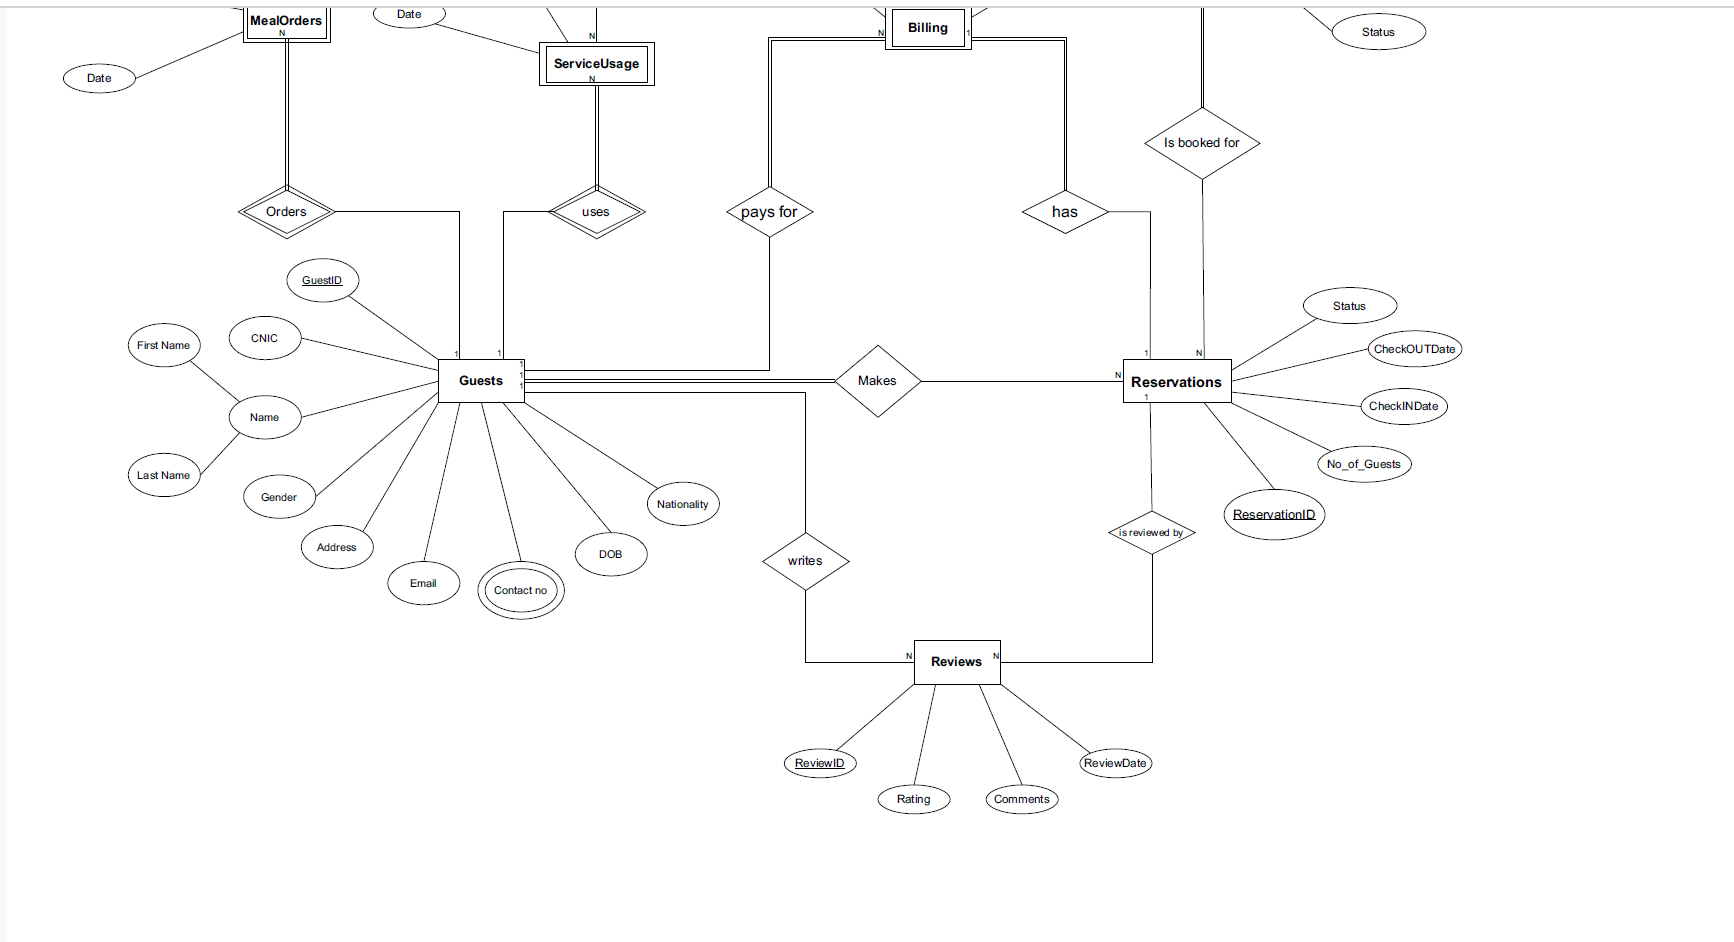 MealOrders
N
Date
N
ServiceUsage
N
N
Billing
1
Status
Date
Is booked for
Orders
uses
pays for
has
GuestID
CNIC
First Name
Name
Last Name
Gender
Address
Email
Contact no
DOB
Nationality
1
1
Guests
1
1
1
Makes
1
N
N
Reservations
1
Status
CheckOUTDate
CheckINDate
No_of_Guests
ReservationID
writes
is reviewed by
N
Reviews
N
ReviewID
Rating
Comments
ReviewDate